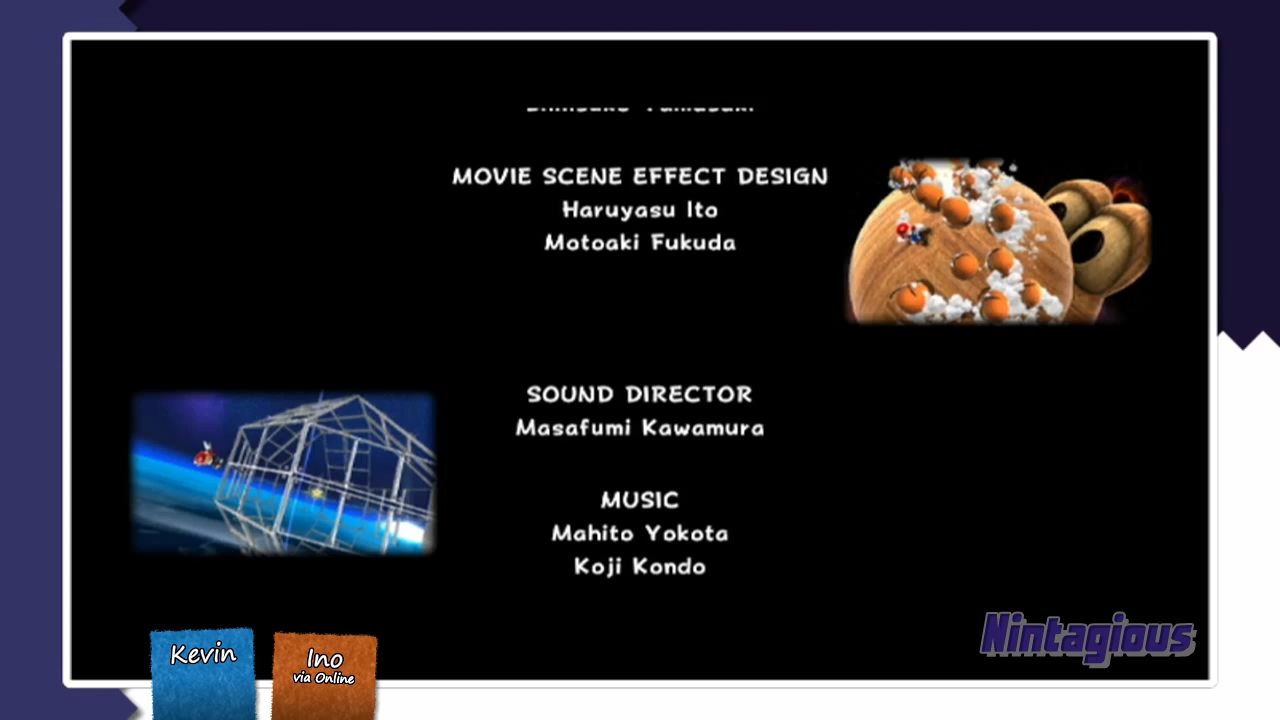 MOVIE SCENE EFFECT DESIGN
Haruyasu Ito
Motoaki Fukuda
SOUND DIRECTOR
Masafumi Kawamura
MUSIC
Mahito Yokota
Koji Kondo
Nintagious
Kevin
Ino
via Online